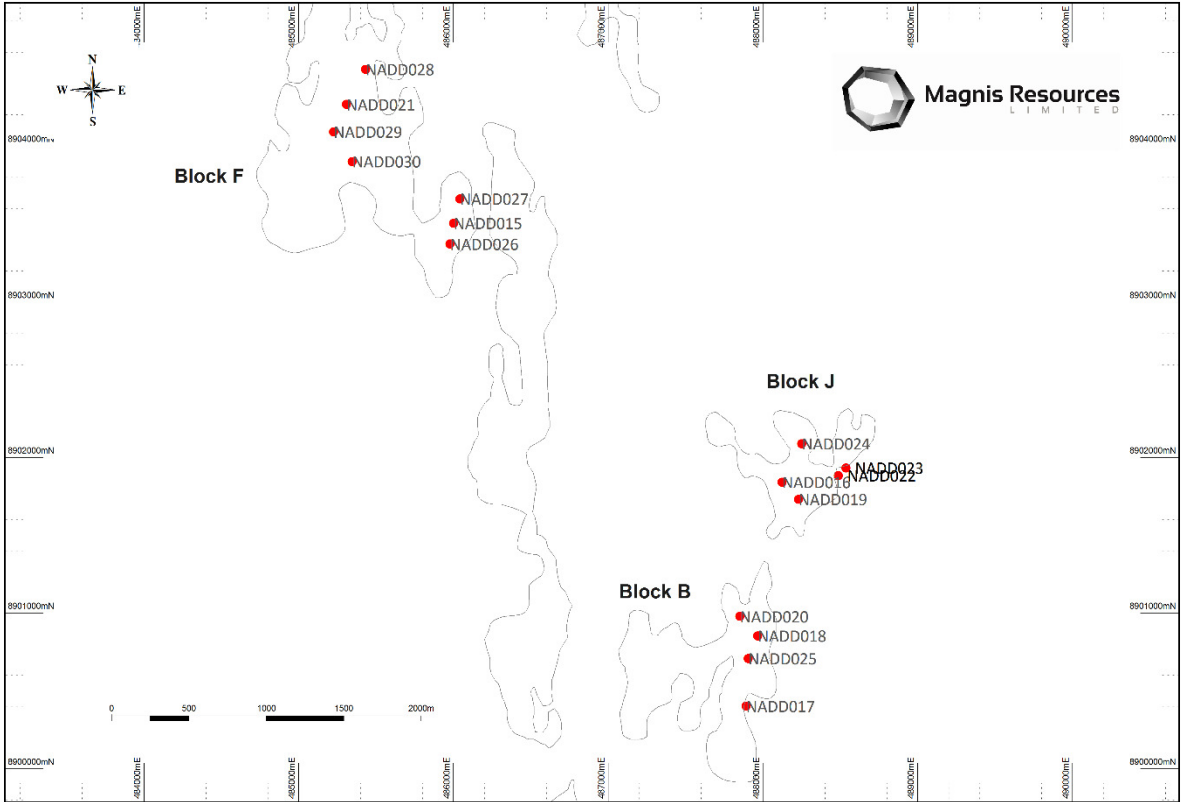 34000mE
485000mE
486000mE
487000mE
488000mE
489000mE
490000mE
N
W E
S
Magnis Resources
LIMITED
NADD028
NADD021
NADD029
NADD030
8904000mN
8904000mN
Block F
NADD027
NADD015
NADD026
8903000mN
8903000mN
Block J
NADD024
8902000mN
8902000mN
NADD023
NADD022
NADD016
NADD019
Block B
8901000mN
8901000mN
NADD020
NADD018
NADD025
NADD017
0 500 1000 1500 2000m
8900000mN
8900000mN
484000mE
485000mE
486000mE
487000mE
488000mE
489000mE
490000mE